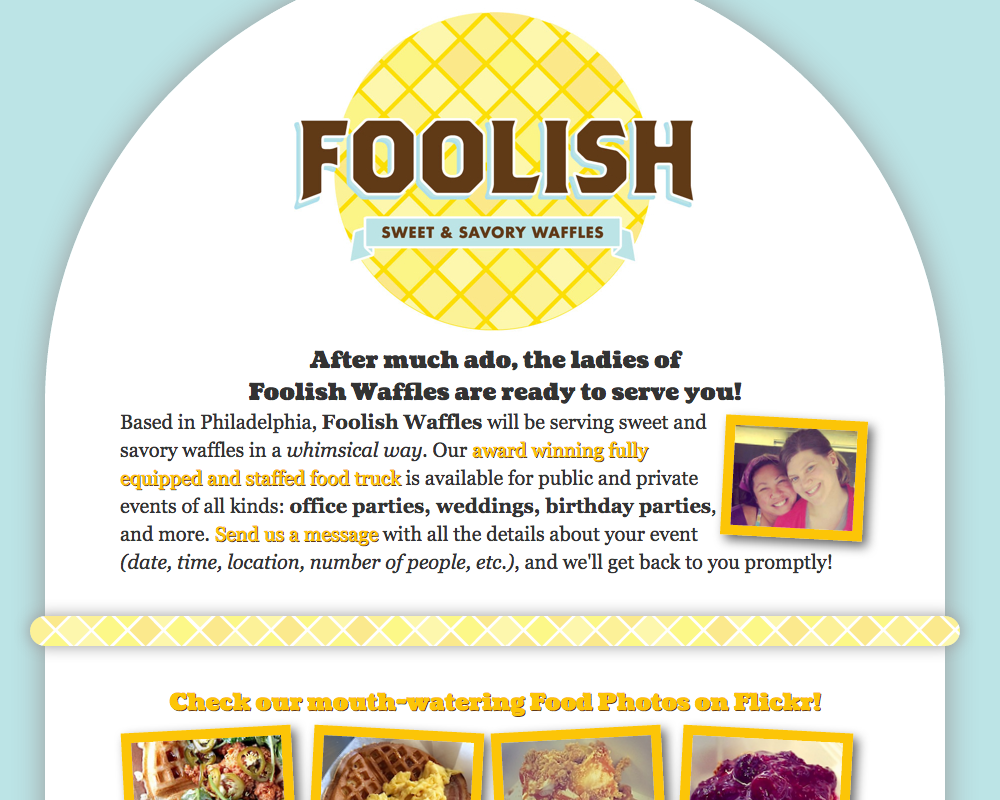 FOOLISH
SWEET & SAVORY WAFFLES
After much ado, the ladies of
Foolish Waffles are ready to serve you!
Based in Philadelphia, Foolish Waffles will be serving sweet and
savory waffles in a whimsical way. Our award winning fully
equipped and staffed food truck is available for public and private
events of all kinds: office parties, weddings, birthday parties,
and more. Send us a message with all the details about your event
(date, time, location, number of people, etc.), and we'll get back to you promptly!
Check our mouth-watering Food Photos on Flickr!